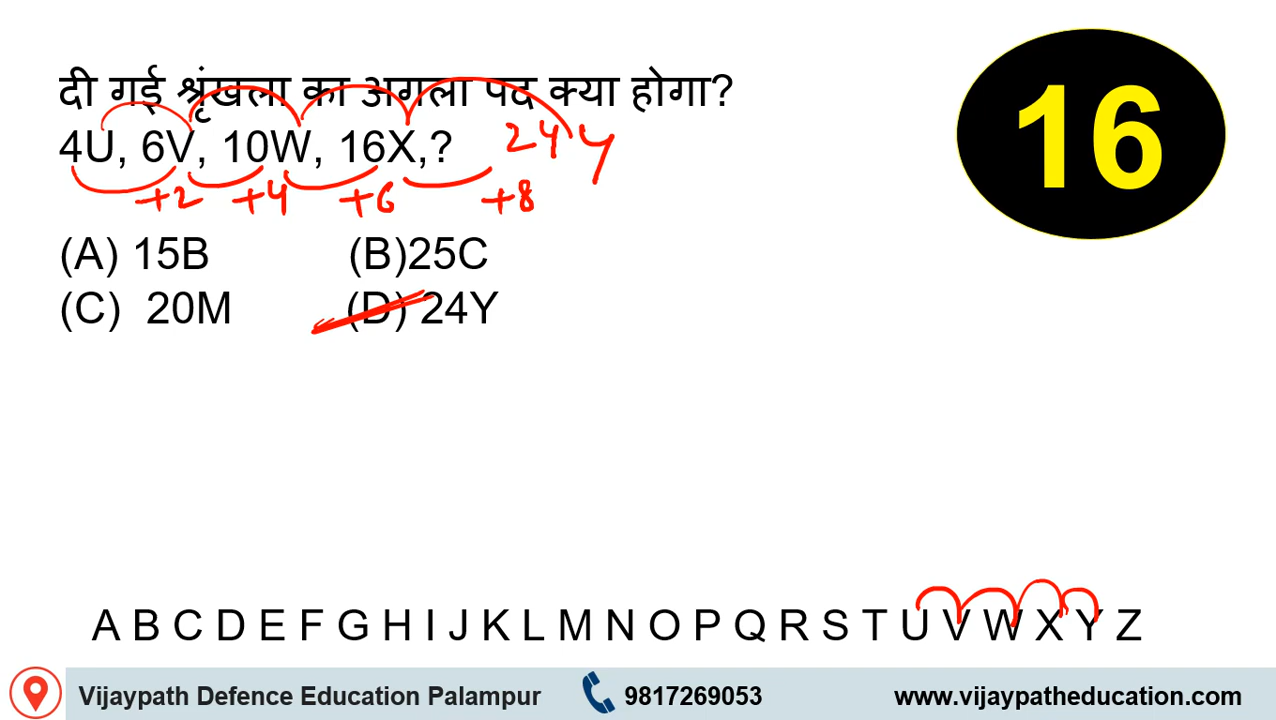 दी गई श्रृंखला का अगला पद क्या होगा?
16
4U, 6V, 10W, 16X,? 24 Y
+2 +4 +6 +8
(A) 15B (B)25C
(C) 20M (D) 24Y
A B C D E F G H I J K L M N O P Q R S T U V W X Y Z
Vijaypath Defence Education Palampur 9817269053 www.vijaypatheducation.com